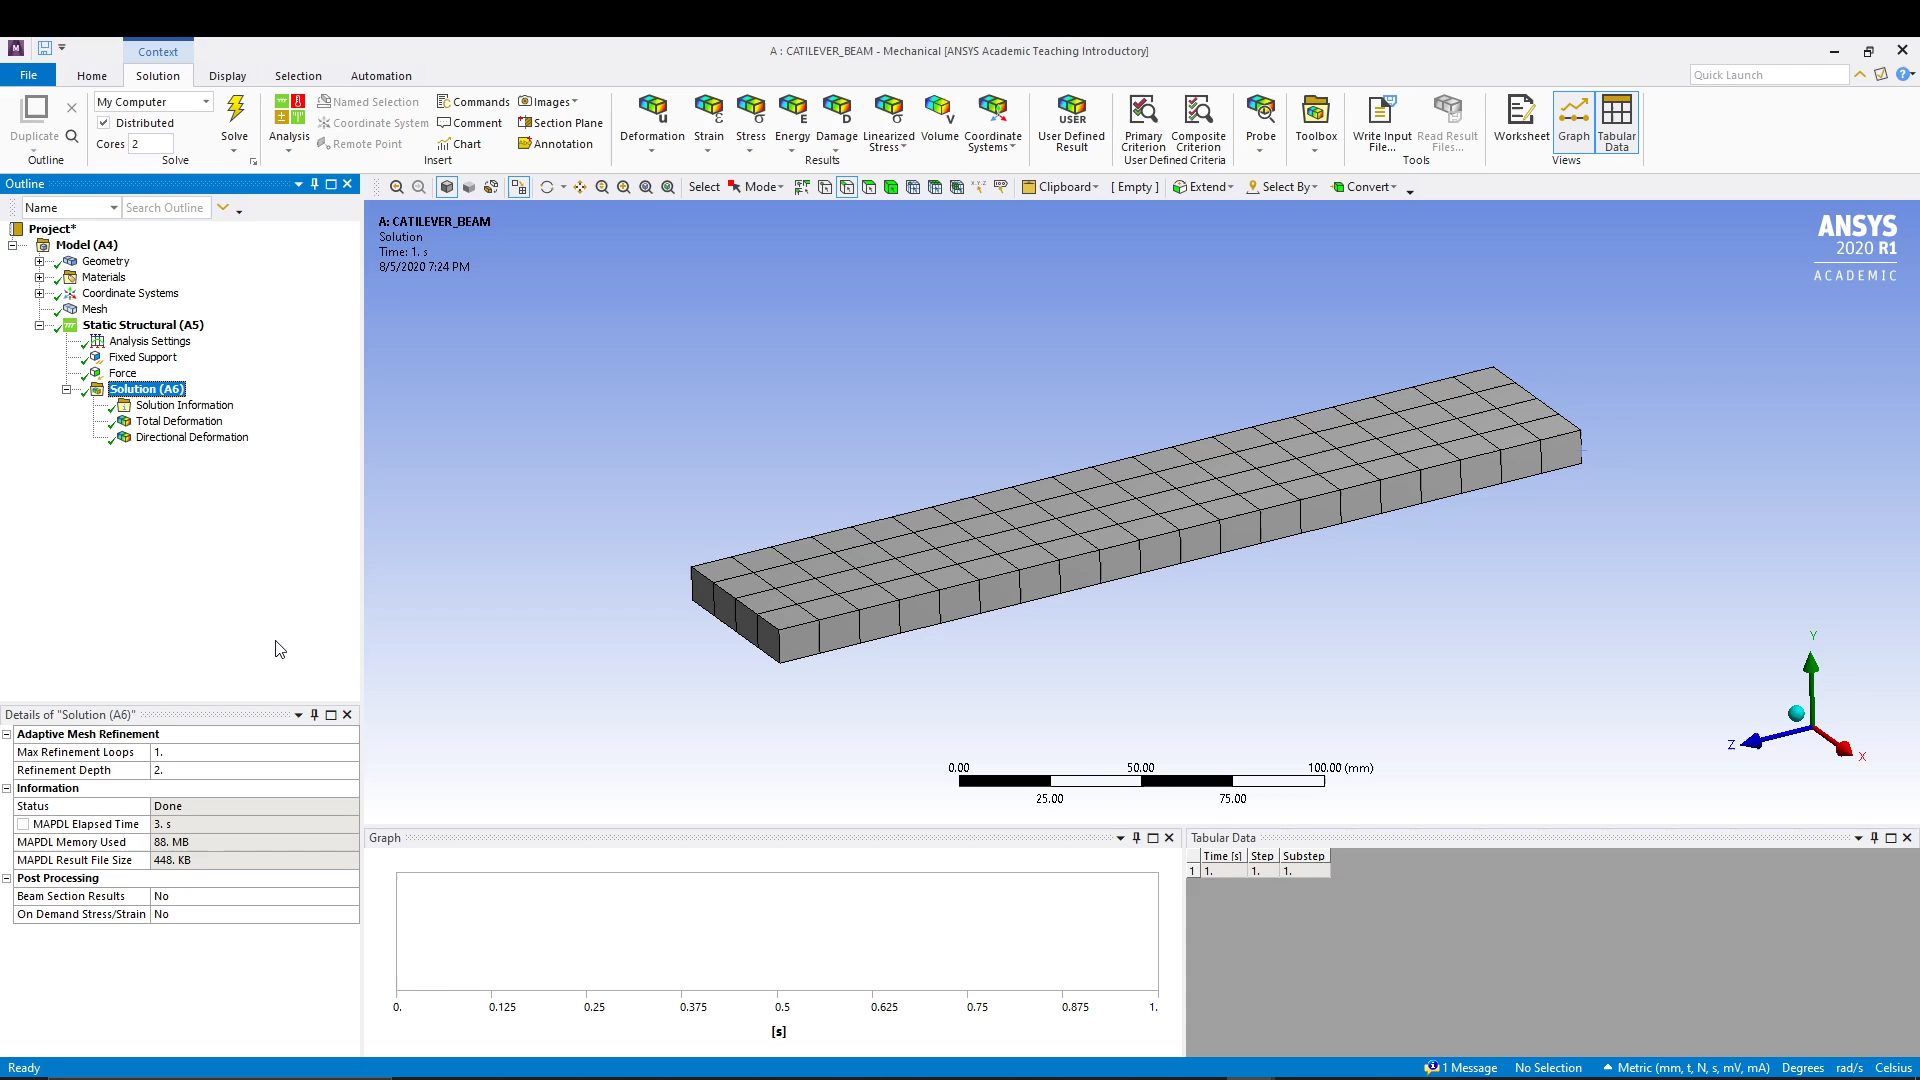 Context
A : CATILEVER_BEAM - Mechanical [ANSYS Academic Teaching Introductory]
File Home Solution Display Selection Automation
Quick Launch
Duplicate
Outline
My Computer
Distributed
Cores 2
Solve
Solve
Analysis
Named Selection
Coordinate System
Remote Point
Commands
Comment
Chart
Images
Section Plane
Annotation
Insert
Deformation
Strain
Stress
Energy
Damage
Linearized
Stress
Volume
Coordinate
Systems
Results
USER
User Defined
Result
Primary
Criterion
Composite
Criterion
User Defined Criteria
Probe
Toolbox
Write Input
File...
Read Result
Files...
Tools
Worksheet
Graph
Tabular
Data
Views
Outline
Name
Search Outline
Select Mode Clipboard [ Empty ] Extend Select By Convert
Project*
Model (A4)
Geometry
Materials
Coordinate Systems
Mesh
Static Structural (A5)
Analysis Settings
Fixed Support
Force
Solution (A6)
Solution Information
Total Deformation
Directional Deformation
A: CATILEVER_BEAM
Solution
Time: 1. s
8/5/2020 7:24 PM
ANSYS
2020 R1
ACADEMIC
Y
Z
X
0.00 50.00 100.00 (mm)
25.00 75.00
Details of "Solution (A6)"
Adaptive Mesh Refinement
Max Refinement Loops 1.
Refinement Depth 2.
Information
Status Done
MAPDL Elapsed Time 3. s
MAPDL Memory Used 88. MB
MAPDL Result File Size 448. KB
Post Processing
Beam Section Results No
On Demand Stress/Strain No
Graph
0. 0.125 0.25 0.375 0.5 0.625 0.75 0.875 1.
[s]
Tabular Data
Time [s] Step Substep
1 1. 1. 1.
Ready
1 Message No Selection Metric (mm, t, N, s, mV, mA) Degrees rad/s Celsius